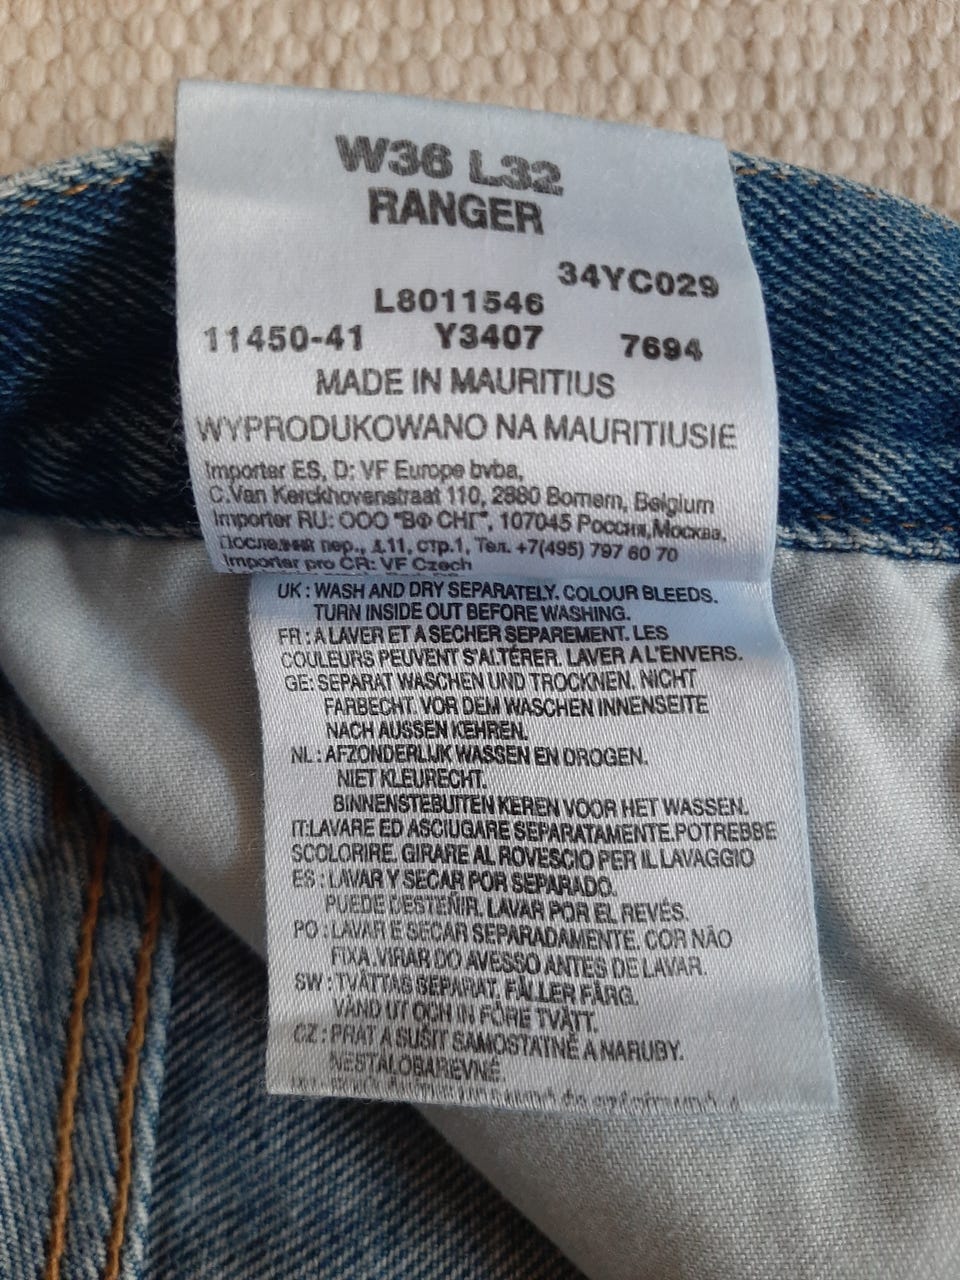 W36 L32
RANGER
34YC029
L8011546
11450-41 Y3407 7694
MADE IN MAURITIUS
WYPRODUKOWANO NA MAURITIUSIE
Importer ES, D: VF Europe bvba,
C.Van Kerckhovenstraat 110, 2880 Bornem, Belgium
Importer RU: ООО "ВФ СНГ", 107045 Россия,Москва,
Последний пер., д.11, стр.1, Тел. +7(495) 797 60 70
Importer pro CR: VF Czech
UK : WASH AND DRY SEPARATELY. COLOUR BLEEDS.
TURN INSIDE OUT BEFORE WASHING.
FR : A LAVER ET A SECHER SEPAREMENT. LES
COULEURS PEUVENT S'ALTÉRER. LAVER A L'ENVERS.
GE: SEPARAT WASCHEN UND TROCKNEN. NICHT
FARBECHT. VOR DEM WASCHEN INNENSEITE
NACH AUSSEN KEHREN.
NL : AFZONDERLIJK WASSEN EN DROGEN.
NIET KLEURECHT.
BINNENSTEBUITEN KEREN VOOR HET WASSEN.
IT:LAVARE ED ASCIUGARE SEPARATAMENTE.POTREBBE
SCOLORIRE. GIRARE AL ROVESCIO PER IL LAVAGGIO
ES : LAVAR Y SECAR POR SEPARADO.
PUEDE DESTEÑIR. LAVAR POR EL REVÉS.
PO : LAVAR E SECAR SEPARADAMENTE. COR NÃO
FIXA.VIRAR DO AVESSO ANTES DE LAVAR.
SW : TVÄTTAS SEPARAT, FÄLLER FÄRG.
VÄND UT OCH IN FÖRE TVÄTT.
CZ : PRAT A SUŠIT SAMOSTATNĚ A NARUBY.
NESTÁLOBAREVNÉ.